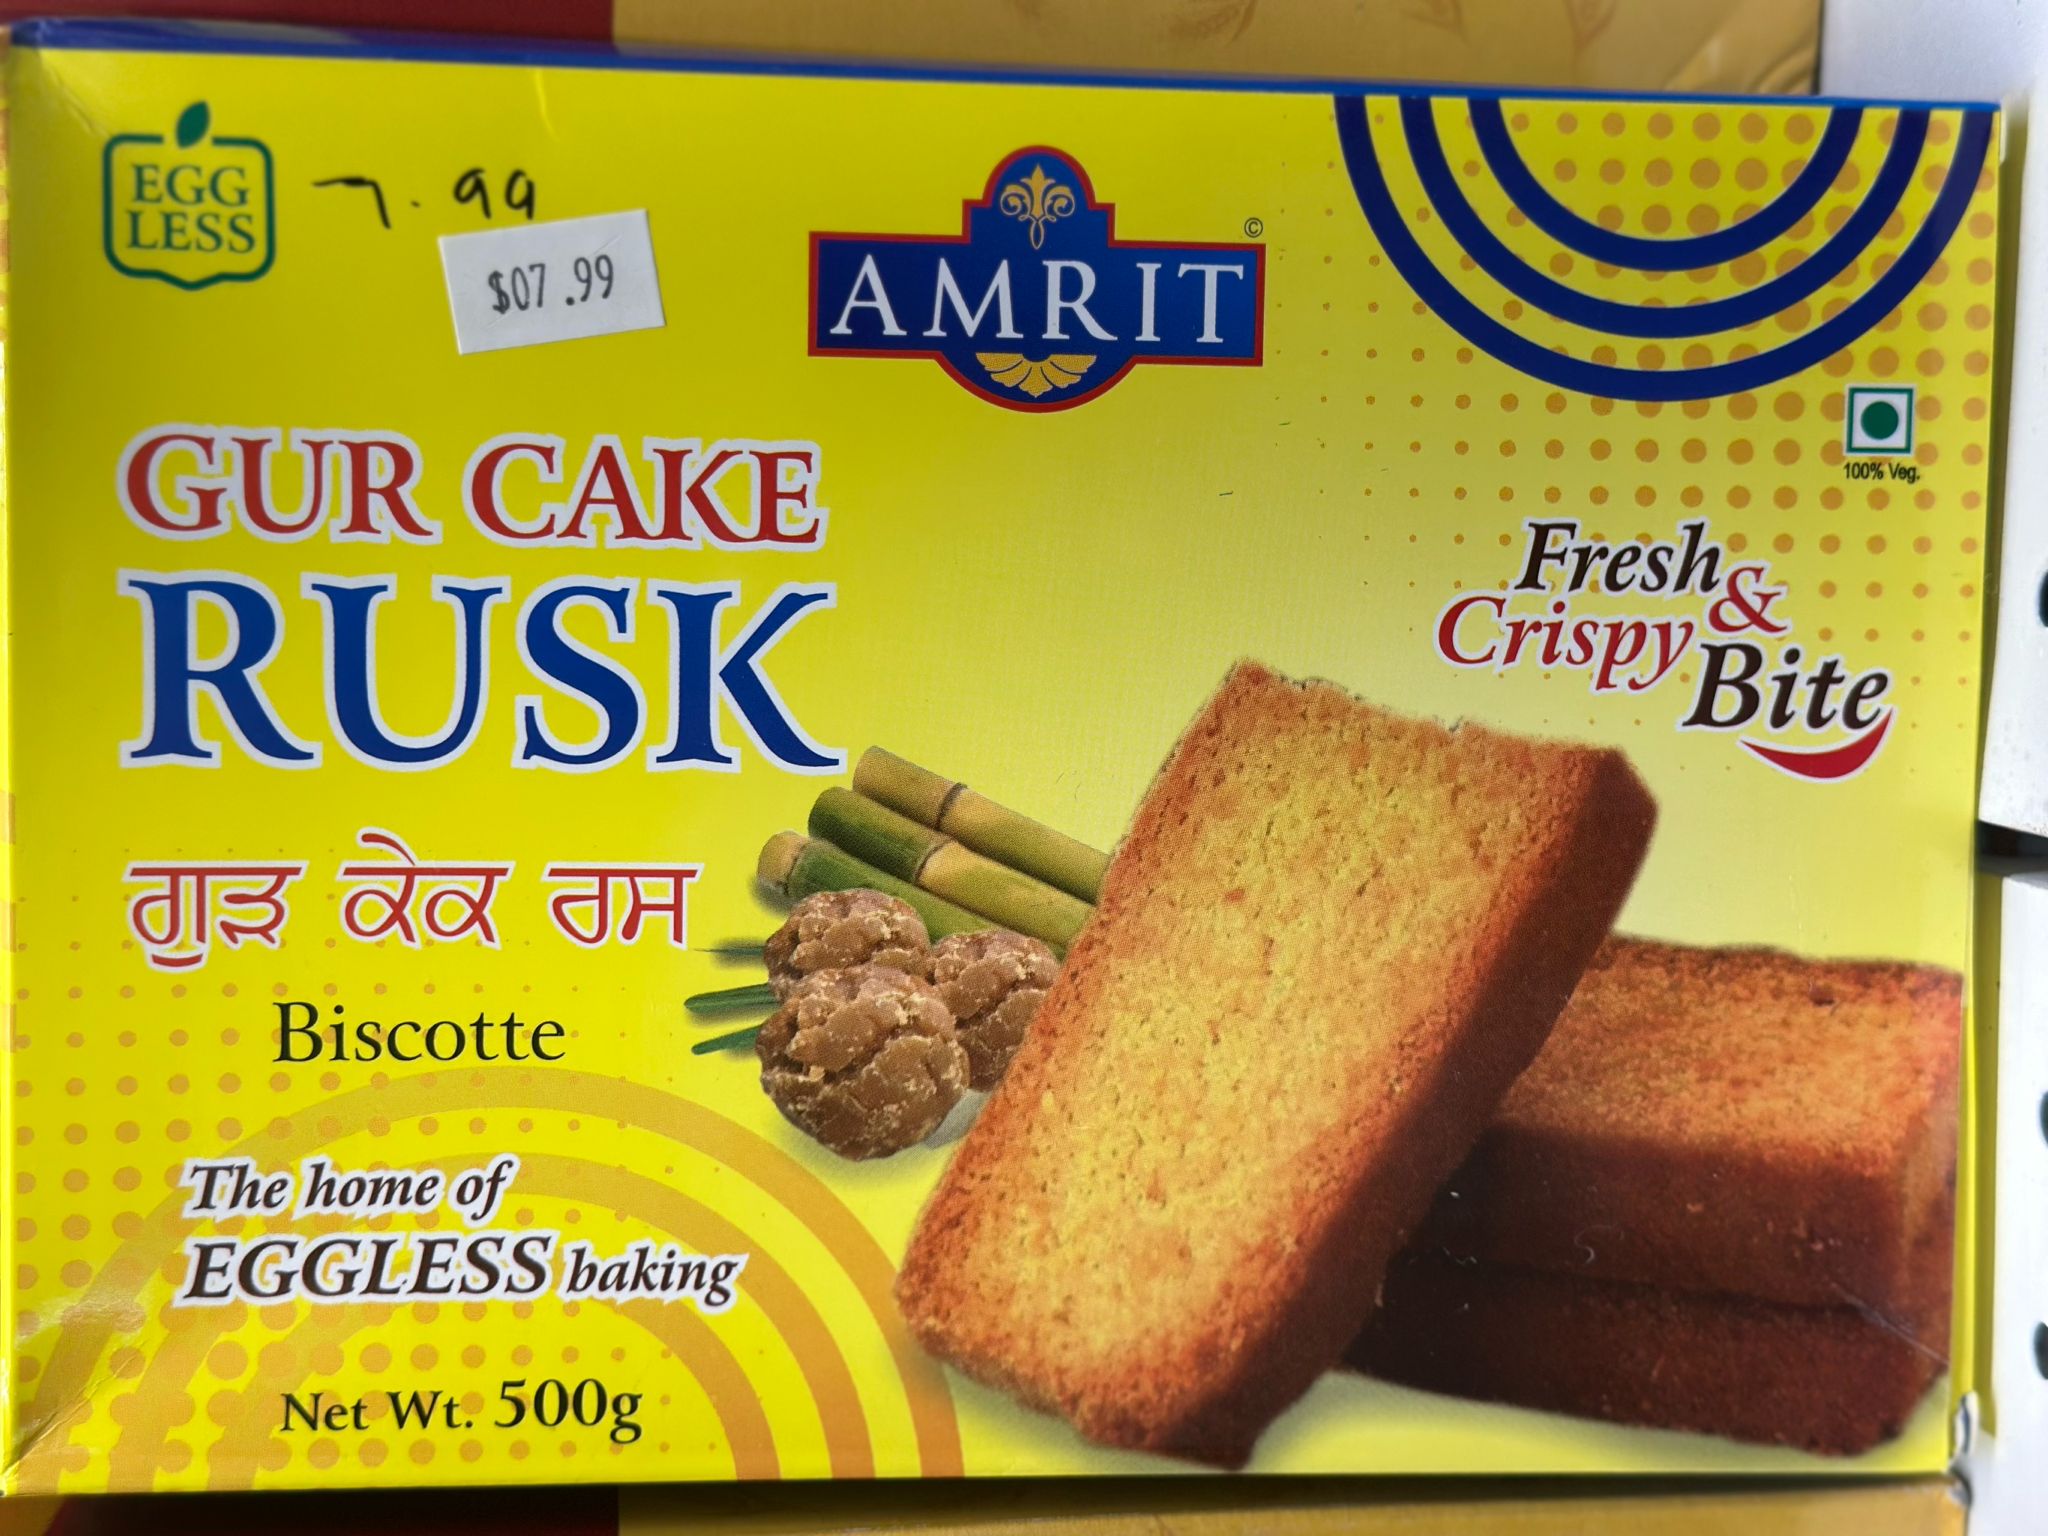 EGG
LESS
7.99
$07.99
AMRIT
©
GUR CAKE
RUSK
ਗੁੜ ਕੇਕ ਰਸ
Biscotte
100% Veg.
Fresh &
Crispy
Bite
The home of
EGGLESS baking
Net Wt. 500g